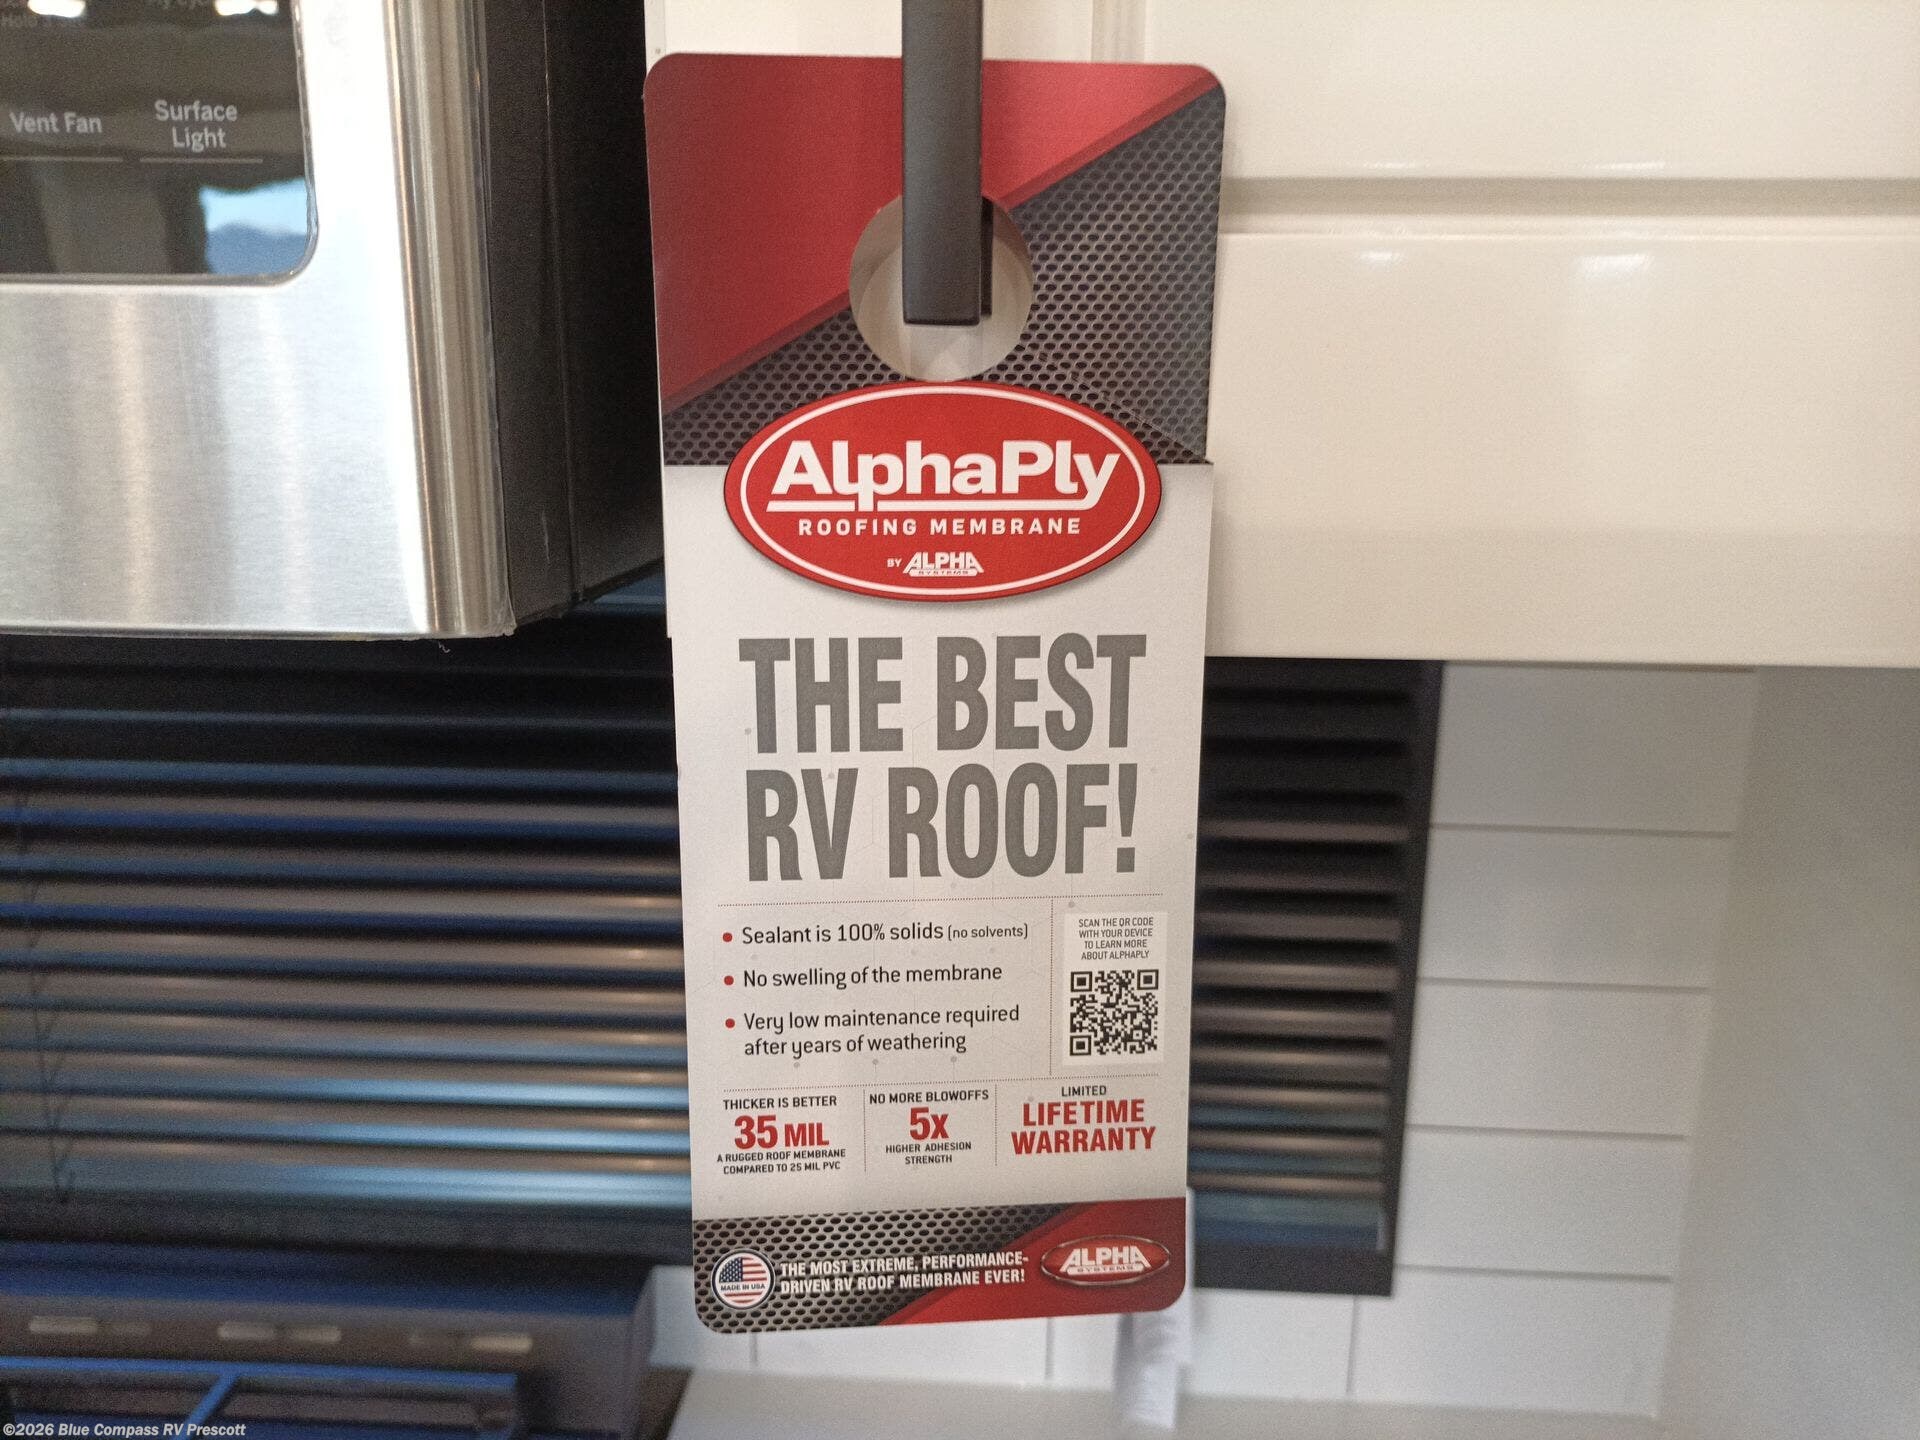 Vent Fan
Surface
Light
AlphaPly
ROOFING MEMBRANE
BY ALPHA
SYSTEMS
THE BEST
RV ROOF!
• Sealant is 100% solids (no solvents)
• No swelling of the membrane
• Very low maintenance required
after years of weathering
SCAN THE QR CODE
WITH YOUR DEVICE
TO LEARN MORE
ABOUT ALPHAPLY
THICKER IS BETTER
35 MIL
A RUGGED ROOF MEMBRANE
COMPARED TO 25 MIL PVC
NO MORE BLOWOFFS
5x
HIGHER ADHESION
STRENGTH
LIMITED
LIFETIME
WARRANTY
MADE IN USA
THE MOST EXTREME, PERFORMANCE-
DRIVEN RV ROOF MEMBRANE EVER!
ALPHA
SYSTEMS
©2026 Blue Compass RV Prescott